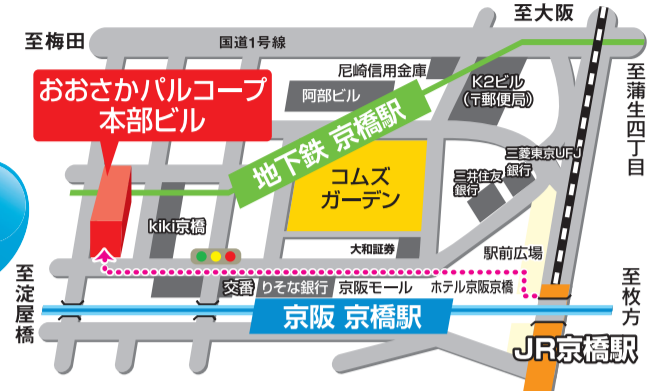 至大阪
至梅田
国道1号線
尼崎信用金庫
K2ビル
(〒郵便局)
阿部ビル
おおさかパルコープ
本部ビル
至蒲生四丁目
地下鉄 京橋駅
三菱東京UFJ
銀行
三井住友
銀行
コムズ
ガーデン
kiki京橋
大和証券
駅前広場
至淀屋橋
交番
りそな銀行
京阪モール
ホテル京阪京橋
至枚方
京阪 京橋駅
JR京橋駅